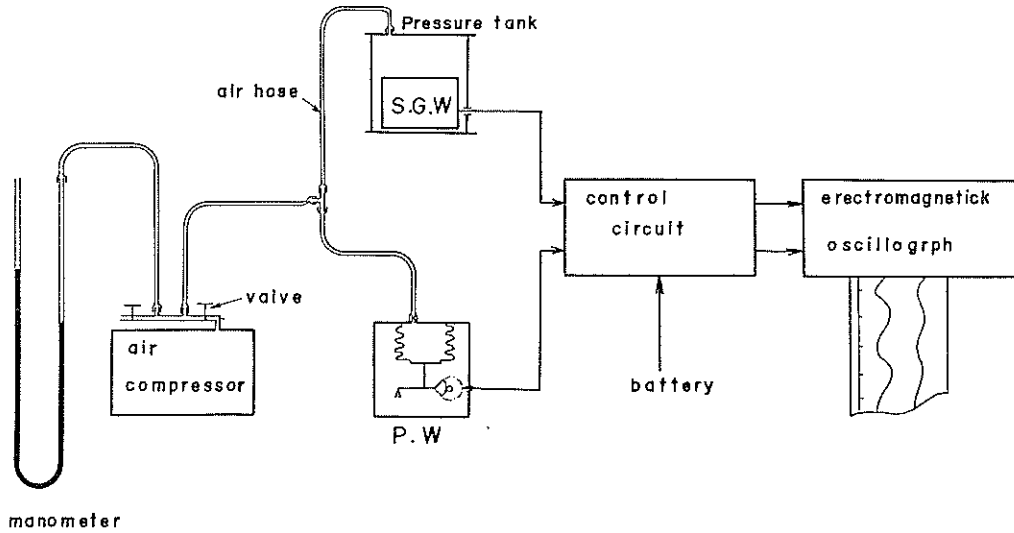 Pressure tank
air hose
S.G.W
control
circuit
erectromagnetick
oscillogrph
valve
air
compressor
battery
P.W
manometer